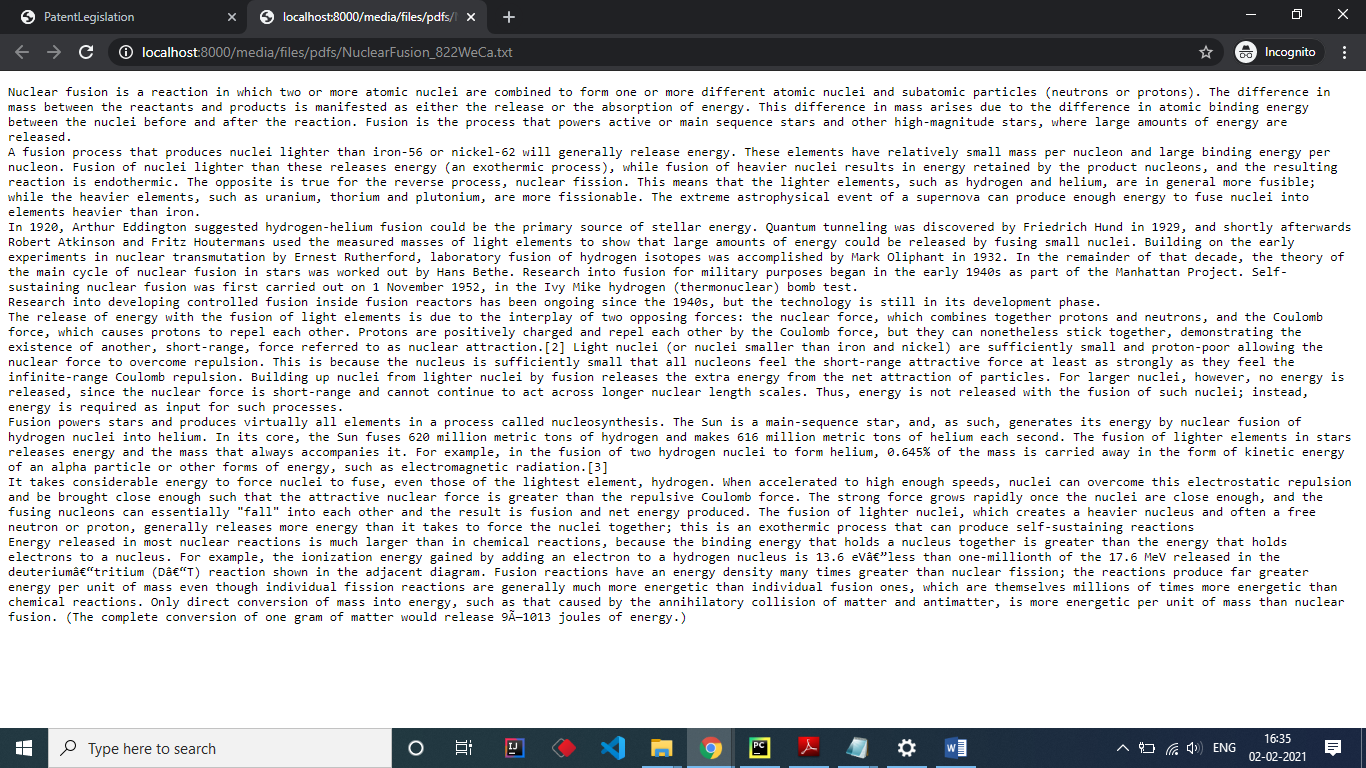 PatentLegislation
localhost:8000/media/files/pdfs/
localhost:8000/media/files/pdfs/NuclearFusion_822WeCa.txt
Incognito
Nuclear fusion is a reaction in which two or more atomic nuclei are combined to form one or more different atomic nuclei and subatomic particles (neutrons or protons). The difference in
mass between the reactants and products is manifested as either the release or the absorption of energy. This difference in mass arises due to the difference in atomic binding energy
between the nuclei before and after the reaction. Fusion is the process that powers active or main sequence stars and other high-magnitude stars, where large amounts of energy are
released.
A fusion process that produces nuclei lighter than iron-56 or nickel-62 will generally release energy. These elements have relatively small mass per nucleon and large binding energy per
nucleon. Fusion of nuclei lighter than these releases energy (an exothermic process), while fusion of heavier nuclei results in energy retained by the product nucleons, and the resulting
reaction is endothermic. The opposite is true for the reverse process, nuclear fission. This means that the lighter elements, such as hydrogen and helium, are in general more fusible;
while the heavier elements, such as uranium, thorium and plutonium, are more fissionable. The extreme astrophysical event of a supernova can produce enough energy to fuse nuclei into
elements heavier than iron.
In 1920, Arthur Eddington suggested hydrogen-helium fusion could be the primary source of stellar energy. Quantum tunneling was discovered by Friedrich Hund in 1929, and shortly afterwards
Robert Atkinson and Fritz Houtermans used the measured masses of light elements to show that large amounts of energy could be released by fusing small nuclei. Building on the early
experiments in nuclear transmutation by Ernest Rutherford, laboratory fusion of hydrogen isotopes was accomplished by Mark Oliphant in 1932. In the remainder of that decade, the theory of
the main cycle of nuclear fusion in stars was worked out by Hans Bethe. Research into fusion for military purposes began in the early 1940s as part of the Manhattan Project. Self-
sustaining nuclear fusion was first carried out on 1 November 1952, in the Ivy Mike hydrogen (thermonuclear) bomb test.
Research into developing controlled fusion inside fusion reactors has been ongoing since the 1940s, but the technology is still in its development phase.
The release of energy with the fusion of light elements is due to the interplay of two opposing forces: the nuclear force, which combines together protons and neutrons, and the Coulomb
force, which causes protons to repel each other. Protons are positively charged and repel each other by the Coulomb force, but they can nonetheless stick together, demonstrating the
existence of another, short-range, force referred to as nuclear attraction.[2] Light nuclei (or nuclei smaller than iron and nickel) are sufficiently small and proton-poor allowing the
nuclear force to overcome repulsion. This is because the nucleus is sufficiently small that all nucleons feel the short-range attractive force at least as strongly as they feel the
infinite-range Coulomb repulsion. Building up nuclei from lighter nuclei by fusion releases the extra energy from the net attraction of particles. For larger nuclei, however, no energy is
released, since the nuclear force is short-range and cannot continue to act across longer nuclear length scales. Thus, energy is not released with the fusion of such nuclei; instead,
energy is required as input for such processes.
Fusion powers stars and produces virtually all elements in a process called nucleosynthesis. The Sun is a main-sequence star, and, as such, generates its energy by nuclear fusion of
hydrogen nuclei into helium. In its core, the Sun fuses 620 million metric tons of hydrogen and makes 616 million metric tons of helium each second. The fusion of lighter elements in stars
releases energy and the mass that always accompanies it. For example, in the fusion of two hydrogen nuclei to form helium, 0.645% of the mass is carried away in the form of kinetic energy
of an alpha particle or other forms of energy, such as electromagnetic radiation.[3]
It takes considerable energy to force nuclei to fuse, even those of the lightest element, hydrogen. When accelerated to high enough speeds, nuclei can overcome this electrostatic repulsion
and be brought close enough such that the attractive nuclear force is greater than the repulsive Coulomb force. The strong force grows rapidly once the nuclei are close enough, and the
fusing nucleons can essentially "fall" into each other and the result is fusion and net energy produced. The fusion of lighter nuclei, which creates a heavier nucleus and often a free
neutron or proton, generally releases more energy than it takes to force the nuclei together; this is an exothermic process that can produce self-sustaining reactions
Energy released in most nuclear reactions is much larger than in chemical reactions, because the binding energy that holds a nucleus together is greater than the energy that holds
electrons to a nucleus. For example, the ionization energy gained by adding an electron to a hydrogen nucleus is 13.6 eVâ€”less than one-millionth of the 17.6 MeV released in the
deuteriumâ€“tritium (Dâ€“T) reaction shown in the adjacent diagram. Fusion reactions have an energy density many times greater than nuclear fission; the reactions produce far greater
energy per unit of mass even though individual fission reactions are generally much more energetic than individual fusion ones, which are themselves millions of times more energetic than
chemical reactions. Only direct conversion of mass into energy, such as that caused by the annihilatory collision of matter and antimatter, is more energetic per unit of mass than nuclear
fusion. (The complete conversion of one gram of matter would release 9Ã—1013 joules of energy.)
Type here to search
ENG
16:35
02-02-2021